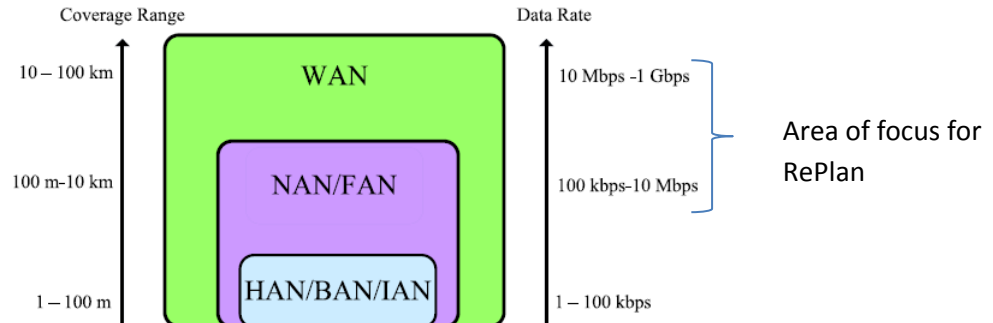 Coverage Range
Data Rate
10 – 100 km
WAN
10 Mbps -1 Gbps
Area of focus for
RePlan
100 m-10 km
NAN/FAN
100 kbps-10 Mbps
1 – 100 m
HAN/BAN/IAN
1 – 100 kbps